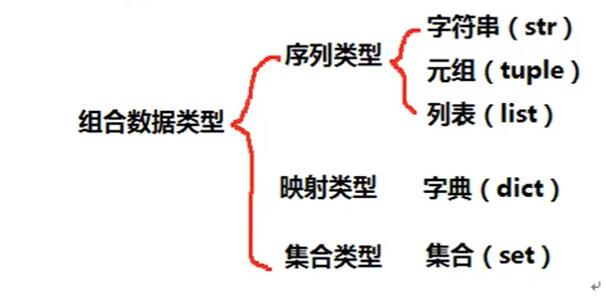 字符串（str）
序列类型 元组（tuple）
列表（list）
组合数据类型
映射类型 字典（dict）
集合类型 集合（set）